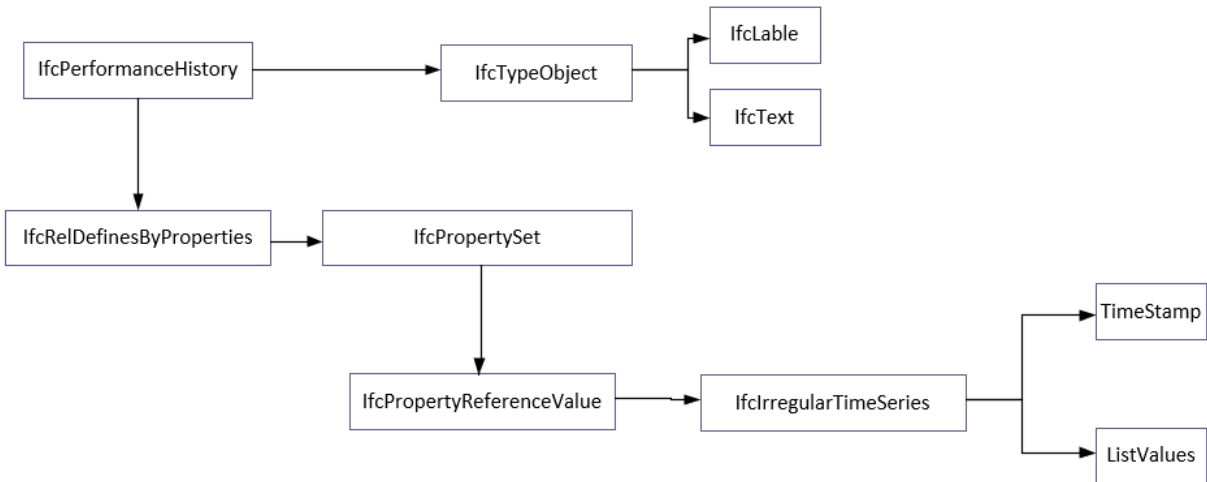 IfcLable
IfcPerformanceHistory
IfcTypeObject
IfcText
IfcRelDefinesByProperties
IfcPropertySet
TimeStamp
IfcPropertyReferenceValue
IfcIrregularTimeSeries
ListValues